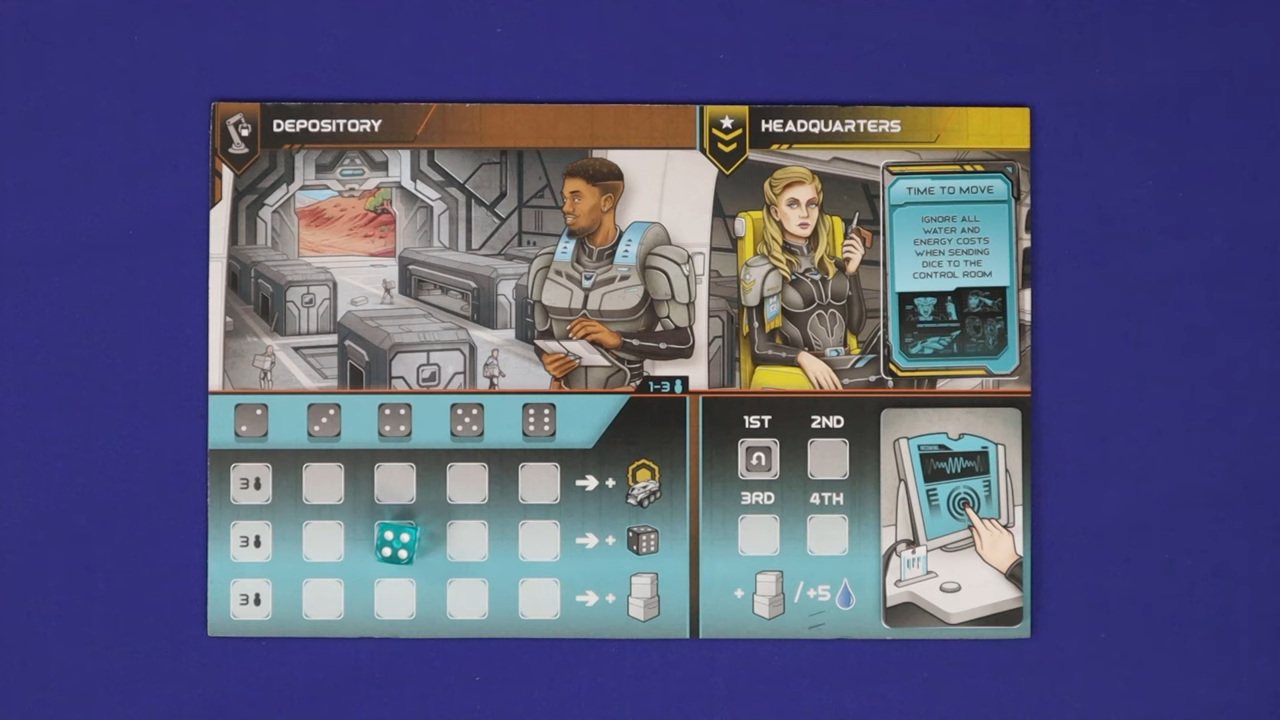 DEPOSITORY
HEADQUARTERS
TIME TO MOVE
IGNORE ALL
WATER AND
ENERGY COSTS
WHEN SENDING
DICE TO THE
CONTROL ROOM
1-3
1ST 2ND
3RD 4TH
3 +
3 +
3 +
+ / +5